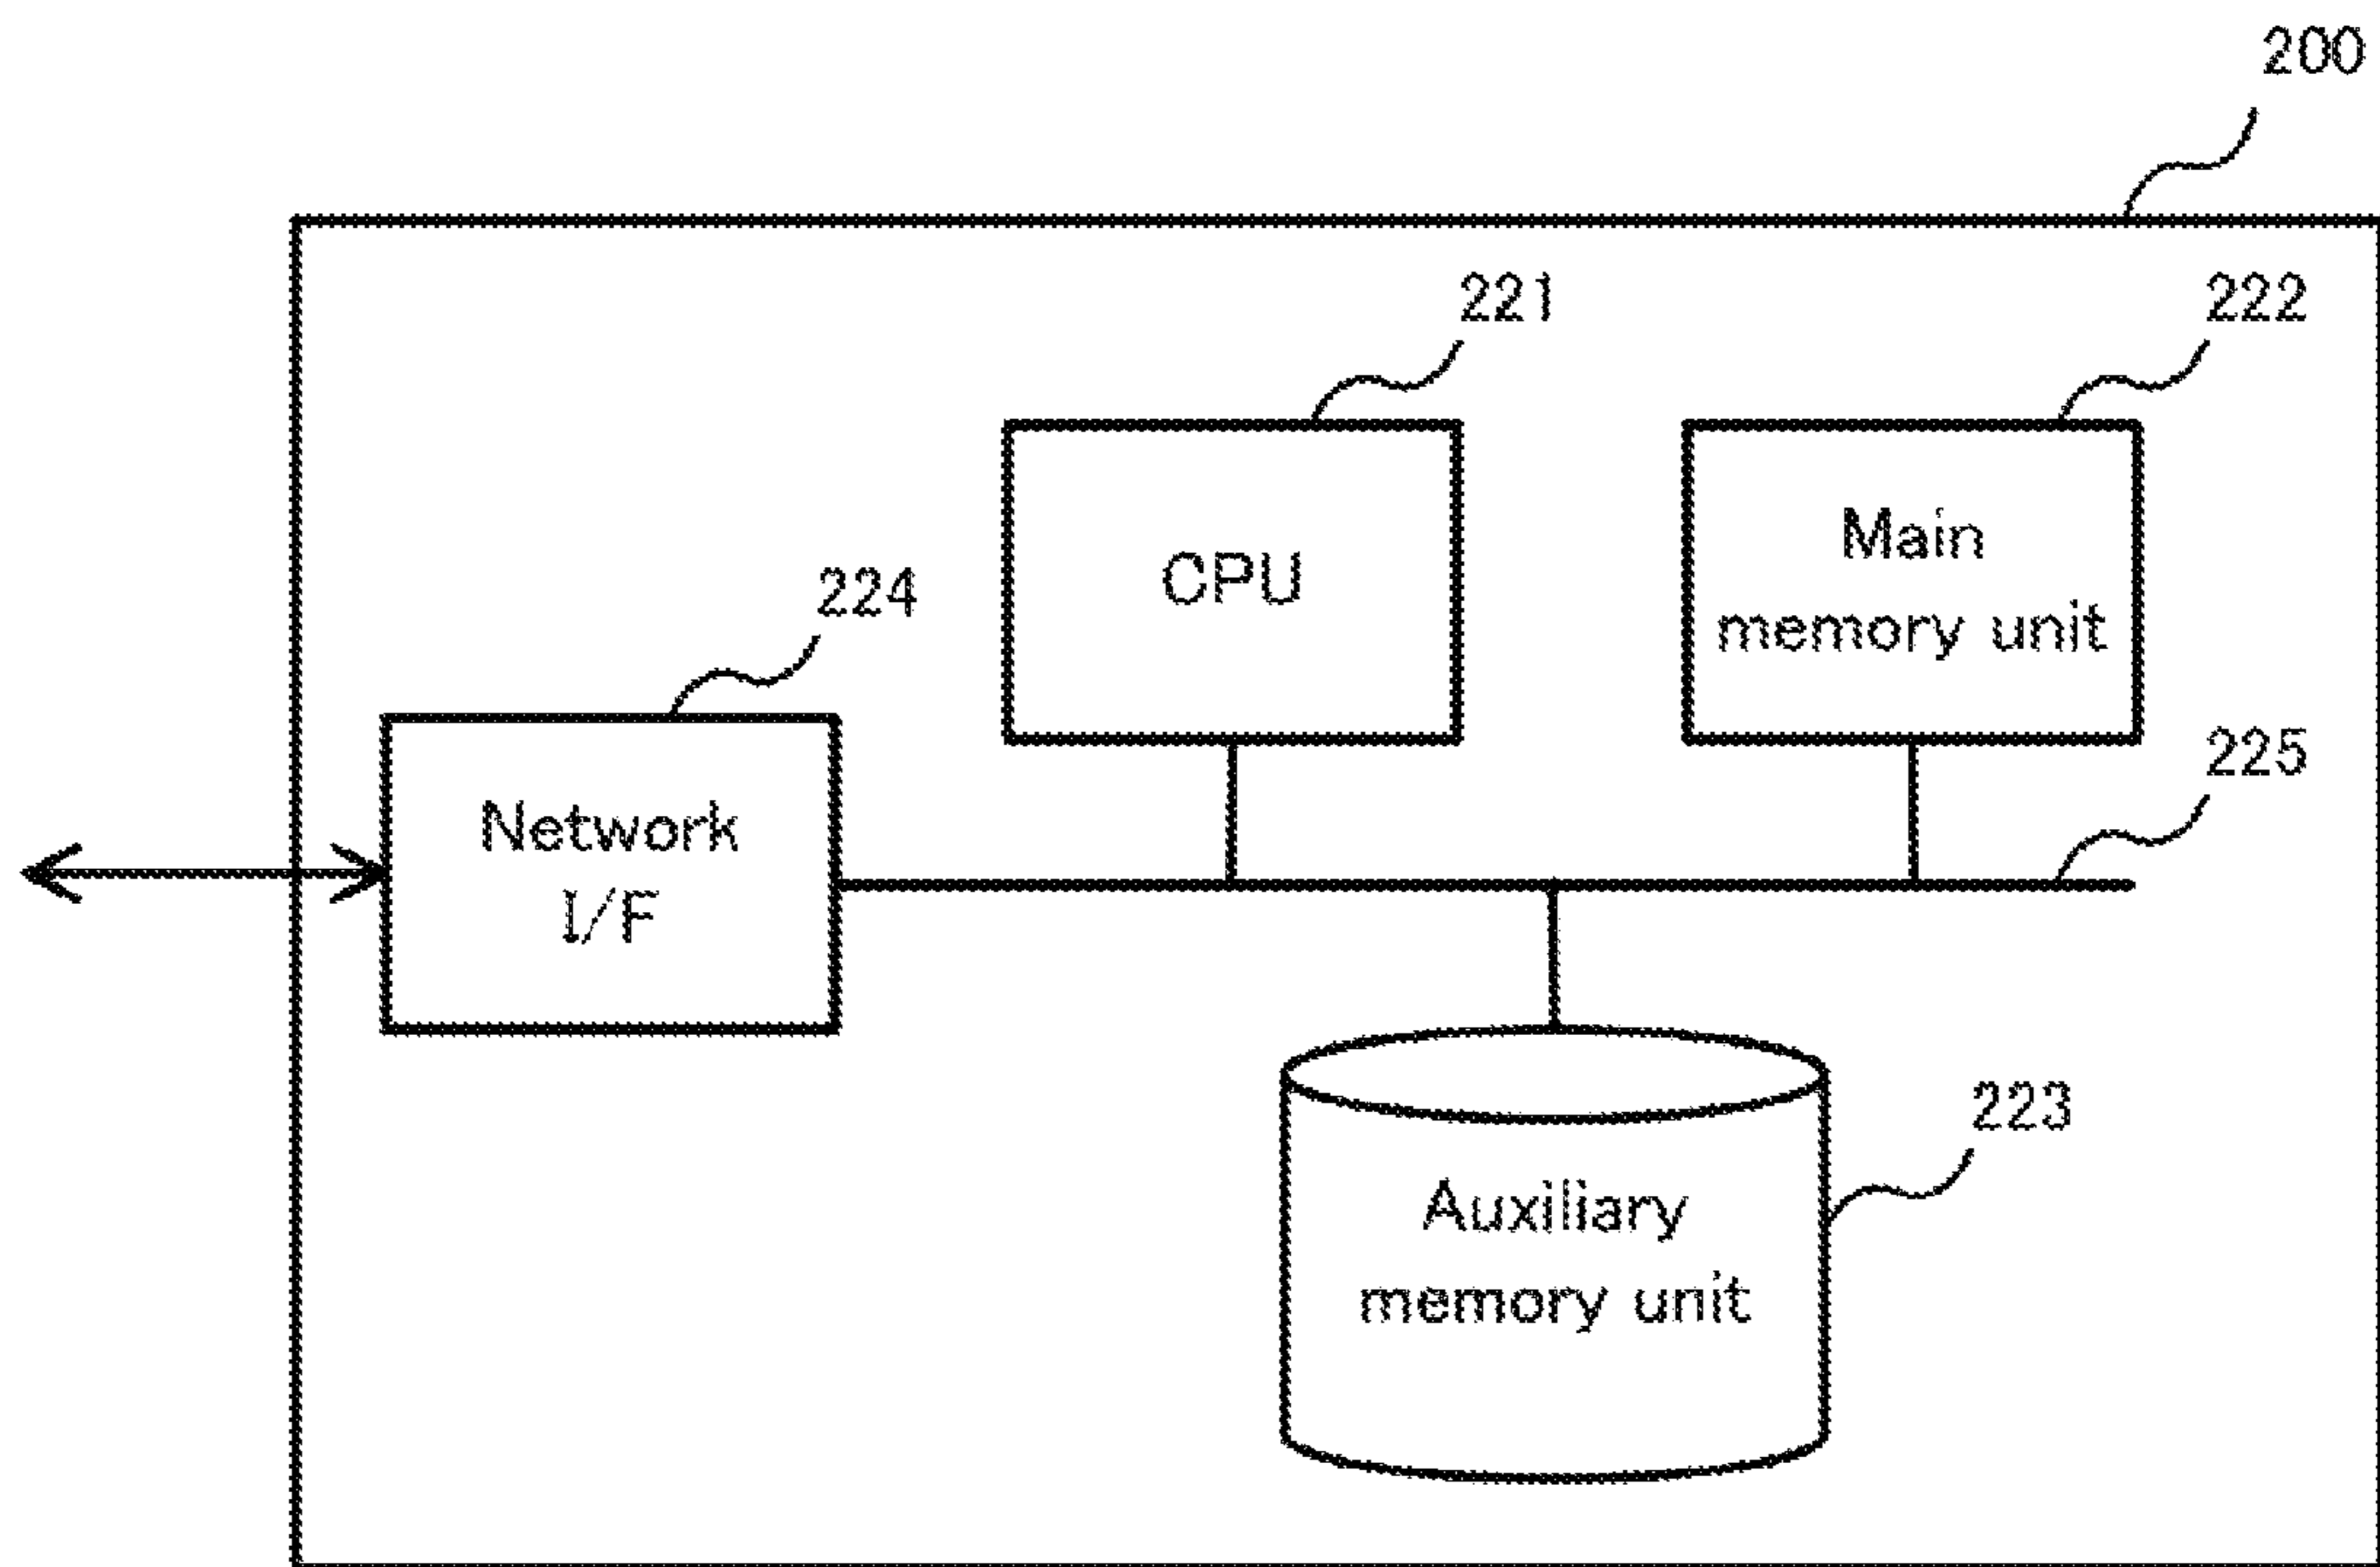 200
221
222
CPU
Main
memory unit
224
Network
I/F
225
223
Auxiliary
memory unit